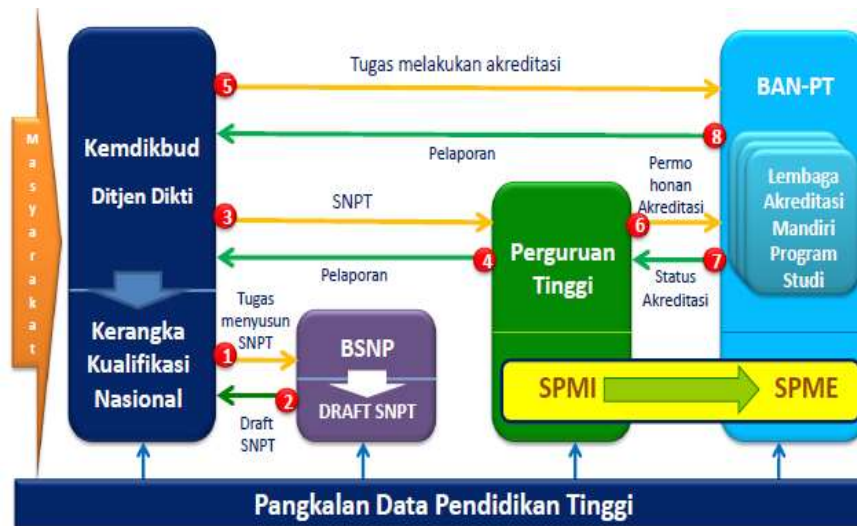 Masyarakat
Kemdikbud
Ditjen Dikti
Kerangka
Kualifikasi
Nasional
5
Tugas melakukan akreditasi
8
Pelaporan
3
SNPT
4
Pelaporan
Tugas
menyusun
SNPT
1
2
Draft
SNPT
BSNP
DRAFT SNPT
Perguruan
Tinggi
Permo
honan
Akreditasi
6
7
Status
Akreditasi
BAN-PT
Lembaga
Akreditasi
Mandiri
Program
Studi
SPMI
SPME
Pangkalan Data Pendidikan Tinggi